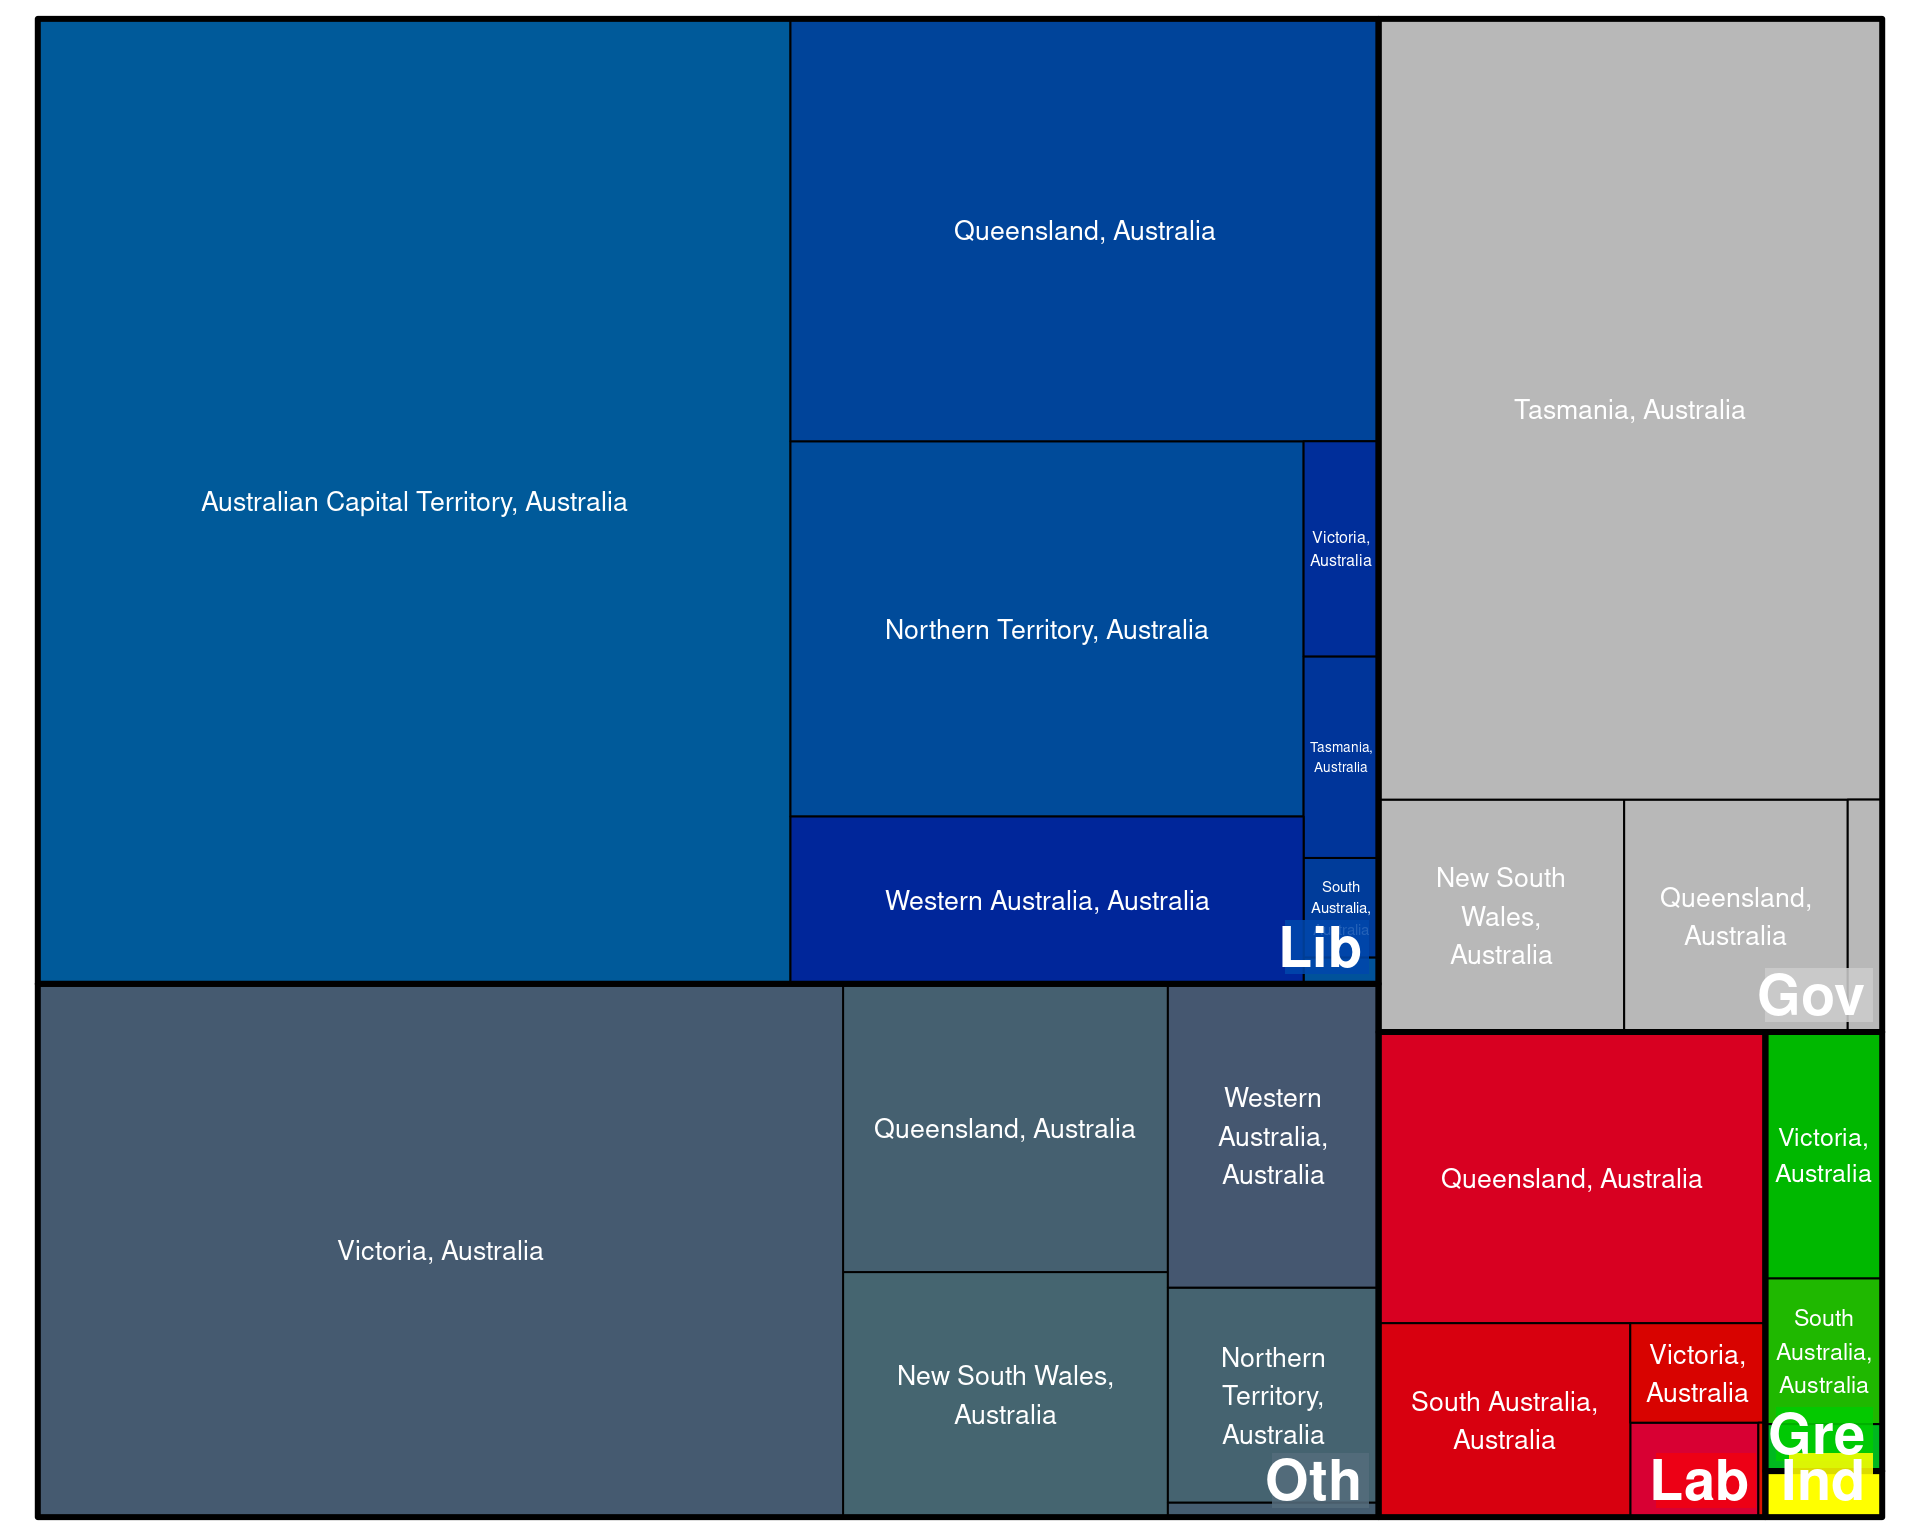 Australian Capital Territory, Australia
Queensland, Australia
Northern Territory, Australia
Western Australia, Australia
Victoria,
Australia
Tasmania,
Australia
South
Australia,
Lib
Tasmania, Australia
New South
Wales,
Australia
Queensland,
Australia
Gov
Victoria, Australia
Queensland, Australia
New South Wales,
Australia
Western
Australia,
Australia
Northern
Territory,
Australia
Oth
Queensland, Australia
South Australia,
Australia
Victoria,
Australia
Lab
Victoria,
Australia
South
Australia,
Australia
Gre
Ind